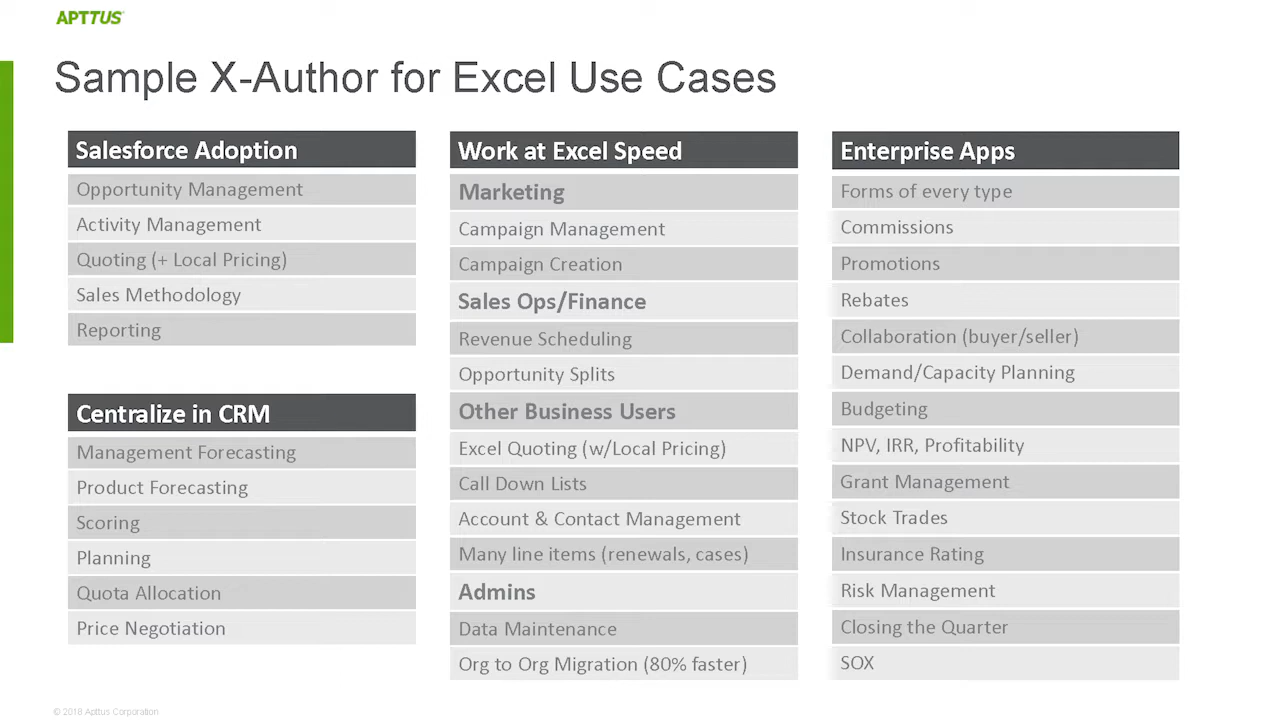 APTTUS
Sample X-Author for Excel Use Cases
Salesforce Adoption
Opportunity Management
Activity Management
Quoting (+ Local Pricing)
Sales Methodology
Reporting
Centralize in CRM
Management Forecasting
Product Forecasting
Scoring
Planning
Quota Allocation
Price Negotiation
Work at Excel Speed
Marketing
Campaign Management
Campaign Creation
Sales Ops/Finance
Revenue Scheduling
Opportunity Splits
Other Business Users
Excel Quoting (w/Local Pricing)
Call Down Lists
Account & Contact Management
Many line items (renewals, cases)
Admins
Data Maintenance
Org to Org Migration (80% faster)
Enterprise Apps
Forms of every type
Commissions
Promotions
Rebates
Collaboration (buyer/seller)
Demand/Capacity Planning
Budgeting
NPV, IRR, Profitability
Grant Management
Stock Trades
Insurance Rating
Risk Management
Closing the Quarter
SOX
© 2018 Apttus Corporation